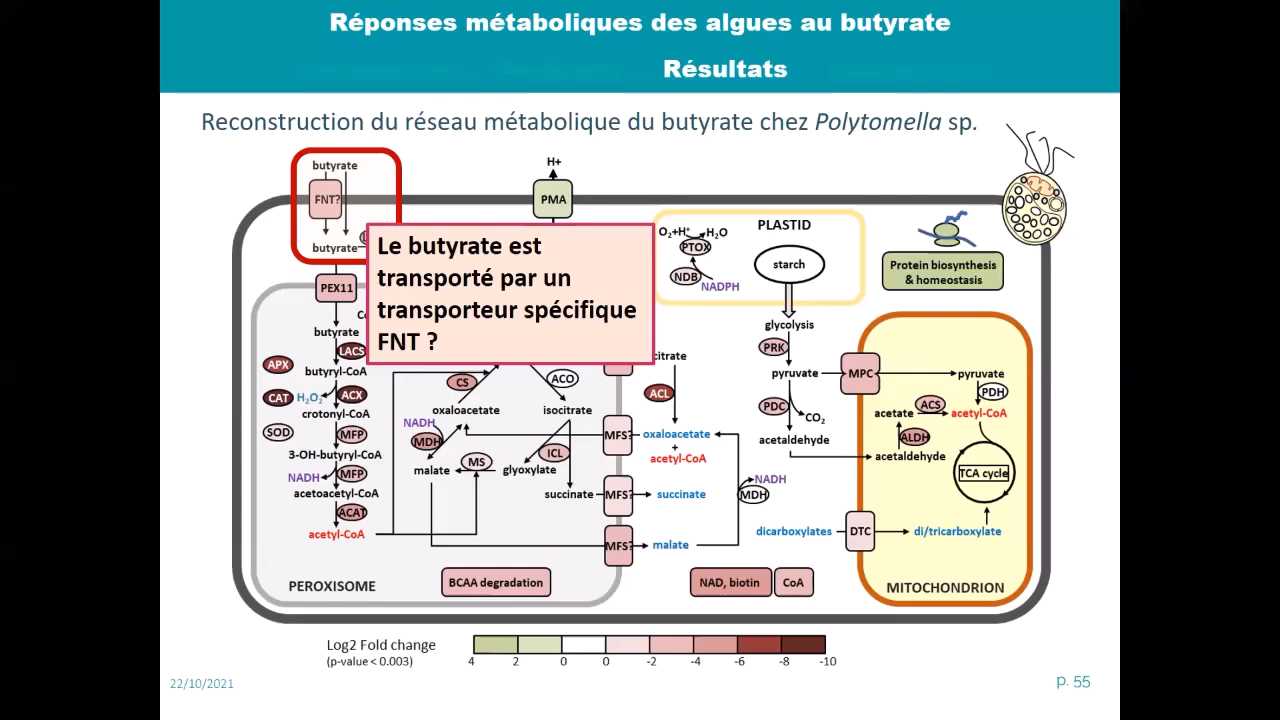 Réponses métaboliques des algues au butyrate
Résultats
Reconstruction du réseau métabolique du butyrate chez Polytomella sp.
butyrate
FNT?
butyrate
H+
PMA
Le butyrate est
transporté par un
transporteur spécifique
FNT ?
O₂+H⁺
H₂O
PTOX
NDB
NADPH
PLASTID
starch
Protein biosynthesis
& homeostasis
PEX11
butyrate
LACS
APX
butyryl-CoA
CAT
H₂O₂
ACX
crotonyl-CoA
SOD
MFP
3-OH-butyryl-CoA
NADH
MFP
acetoacetyl-CoA
ACAT
acetyl-CoA
CS
ACO
oxaloacetate
isocitrate
NADH
MDH
MS
ICL
malate
glyoxylate
succinate
MFS?
MFS?
MFS?
citrate
ACL
oxaloacetate
+
acetyl-CoA
succinate
malate
NADH
MDH
glycolysis
PRK
pyruvate
PDC
CO₂
acetaldehyde
MPC
pyruvate
PDH
acetate
ACS
acetyl-CoA
ALDH
acetaldehyde
TCA cycle
dicarboxylates
DTC
di/tricarboxylate
PEROXISOME
BCAA degradation
NAD, biotin
CoA
MITOCHONDRION
Log2 Fold change
(p-value < 0.003)
4 2 0 0 -2 -4 -6 -8 -10
22/10/2021
p. 55